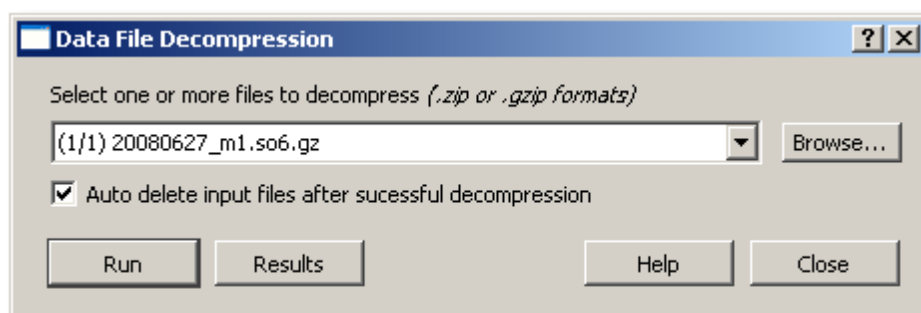 Data File Decompression
Select one or more files to decompress (.zip or .gzip formats)
(1/1) 20080627_m1.so6.gz
Browse...
Auto delete input files after sucessful decompression
Run
Results
Help
Close